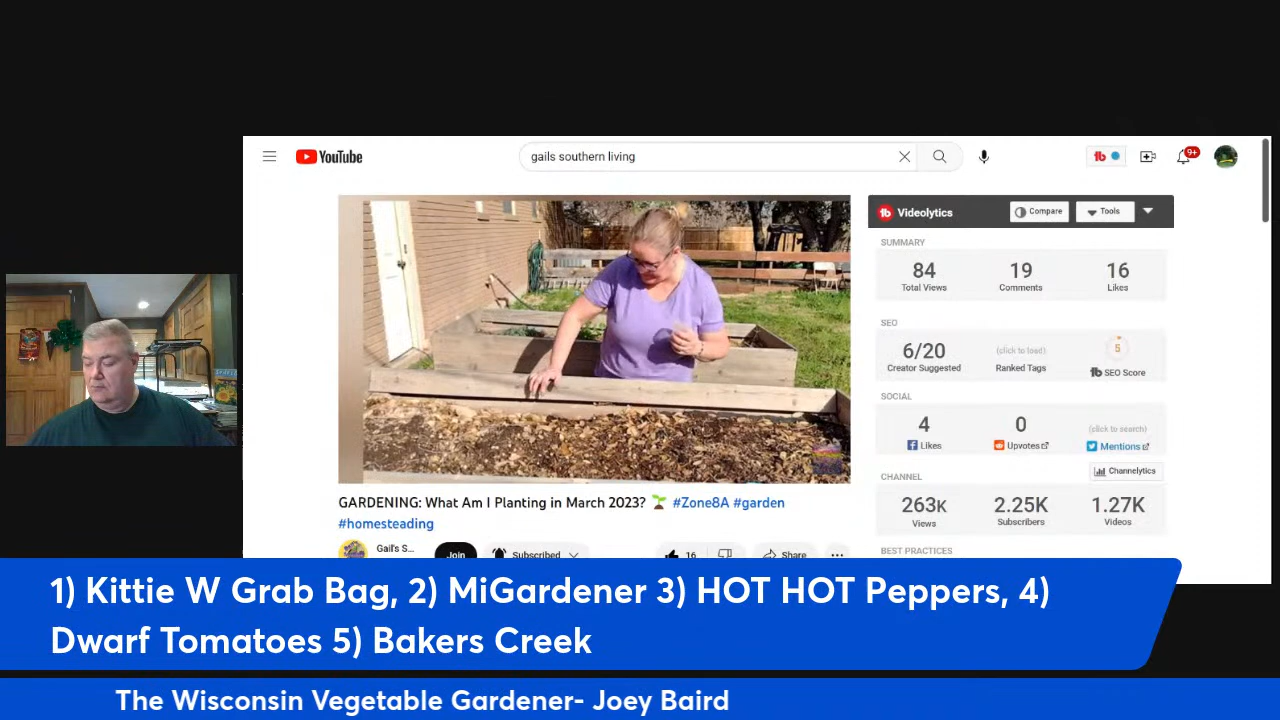 YouTube
gails southern living
9+
Videolytics
Compare
Tools
SUMMARY
84 19 16
Total Views Comments Likes
SEO
6/20 (click to load) 5
Creator Suggested Ranked Tags SEO Score
SOCIAL
4 0 (click to search)
Likes Upvotes Mentions
Channelytics
CHANNEL
263K 2.25K 1.27K
Views Subscribers Videos
BEST PRACTICES
GARDENING: What Am I Planting in March 2023? #Zone8A #garden
#homesteading
Gail's S... Join Subscribed 16 Share ...
1) Kittie W Grab Bag, 2) MiGardener 3) HOT HOT Peppers, 4)
Dwarf Tomatoes 5) Bakers Creek
The Wisconsin Vegetable Gardener- Joey Baird